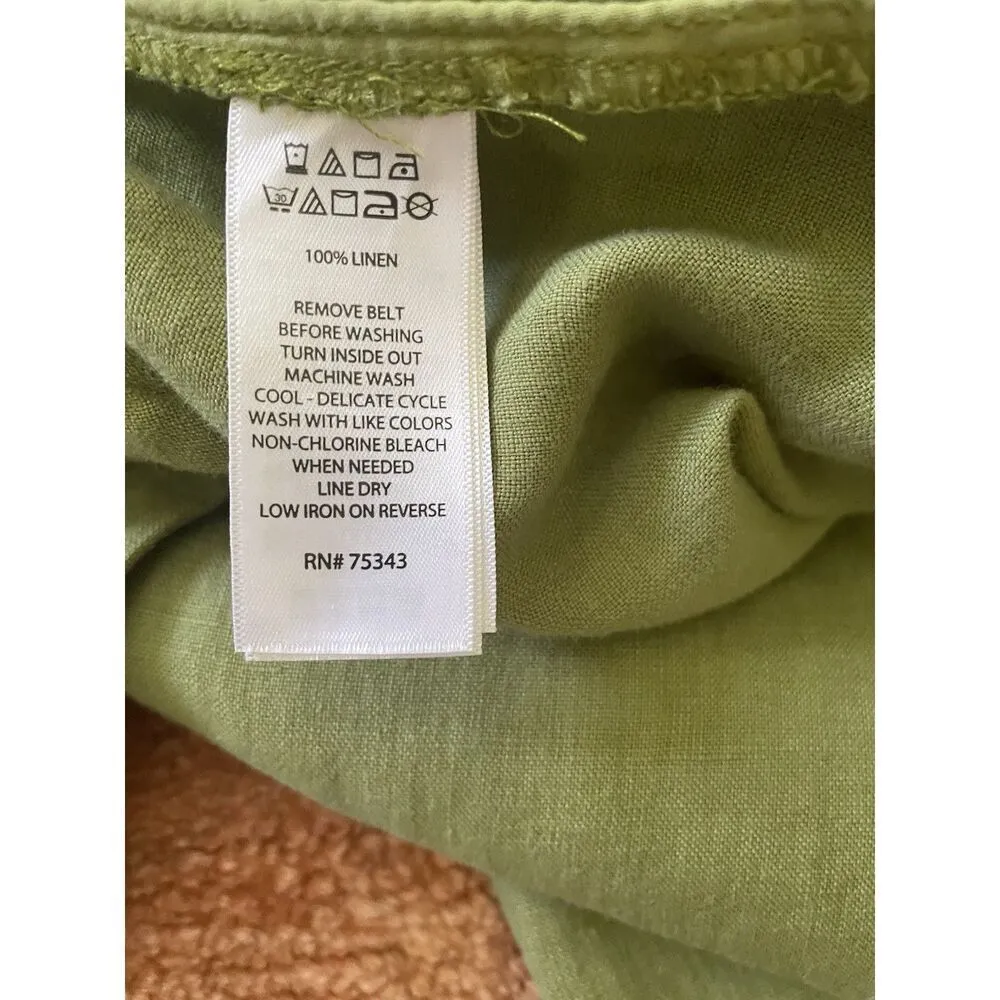 30
100% LINEN
REMOVE BELT
BEFORE WASHING
TURN INSIDE OUT
MACHINE WASH
COOL - DELICATE CYCLE
WASH WITH LIKE COLORS
NON-CHLORINE BLEACH
WHEN NEEDED
LINE DRY
LOW IRON ON REVERSE
RN# 75343